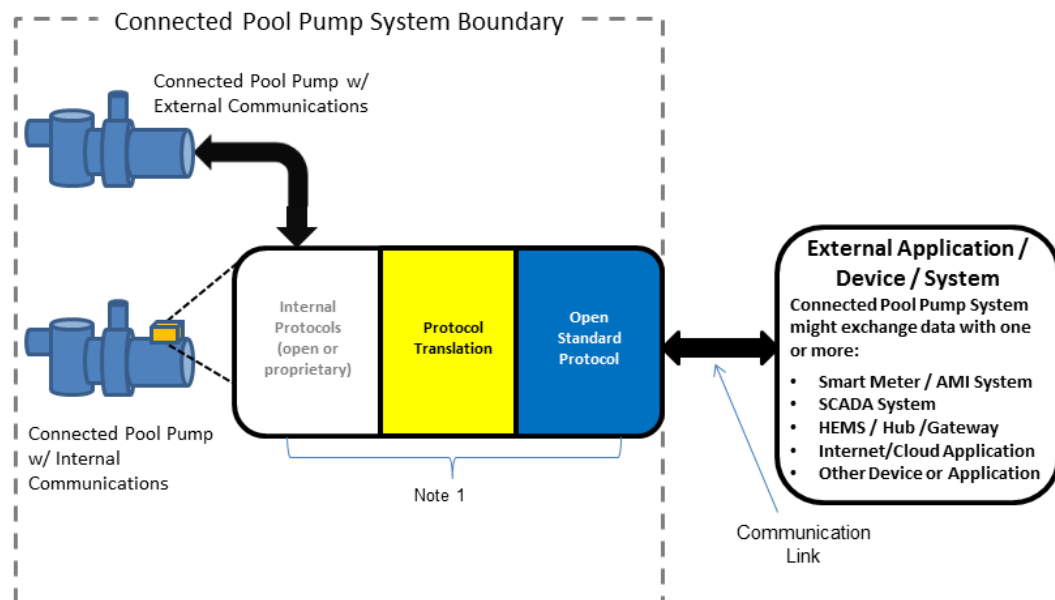 Connected Pool Pump System Boundary
Connected Pool Pump w/
External Communications
Internal
Protocols
(open or
proprietary)
Protocol
Translation
Open
Standard
Protocol
External Application /
Device / System
Connected Pool Pump System
might exchange data with one
or more:
• Smart Meter / AMI System
• SCADA System
• HEMS / Hub /Gateway
• Internet/Cloud Application
• Other Device or Application
Connected Pool Pump
w/ Internal
Communications
Note 1
Communication
Link